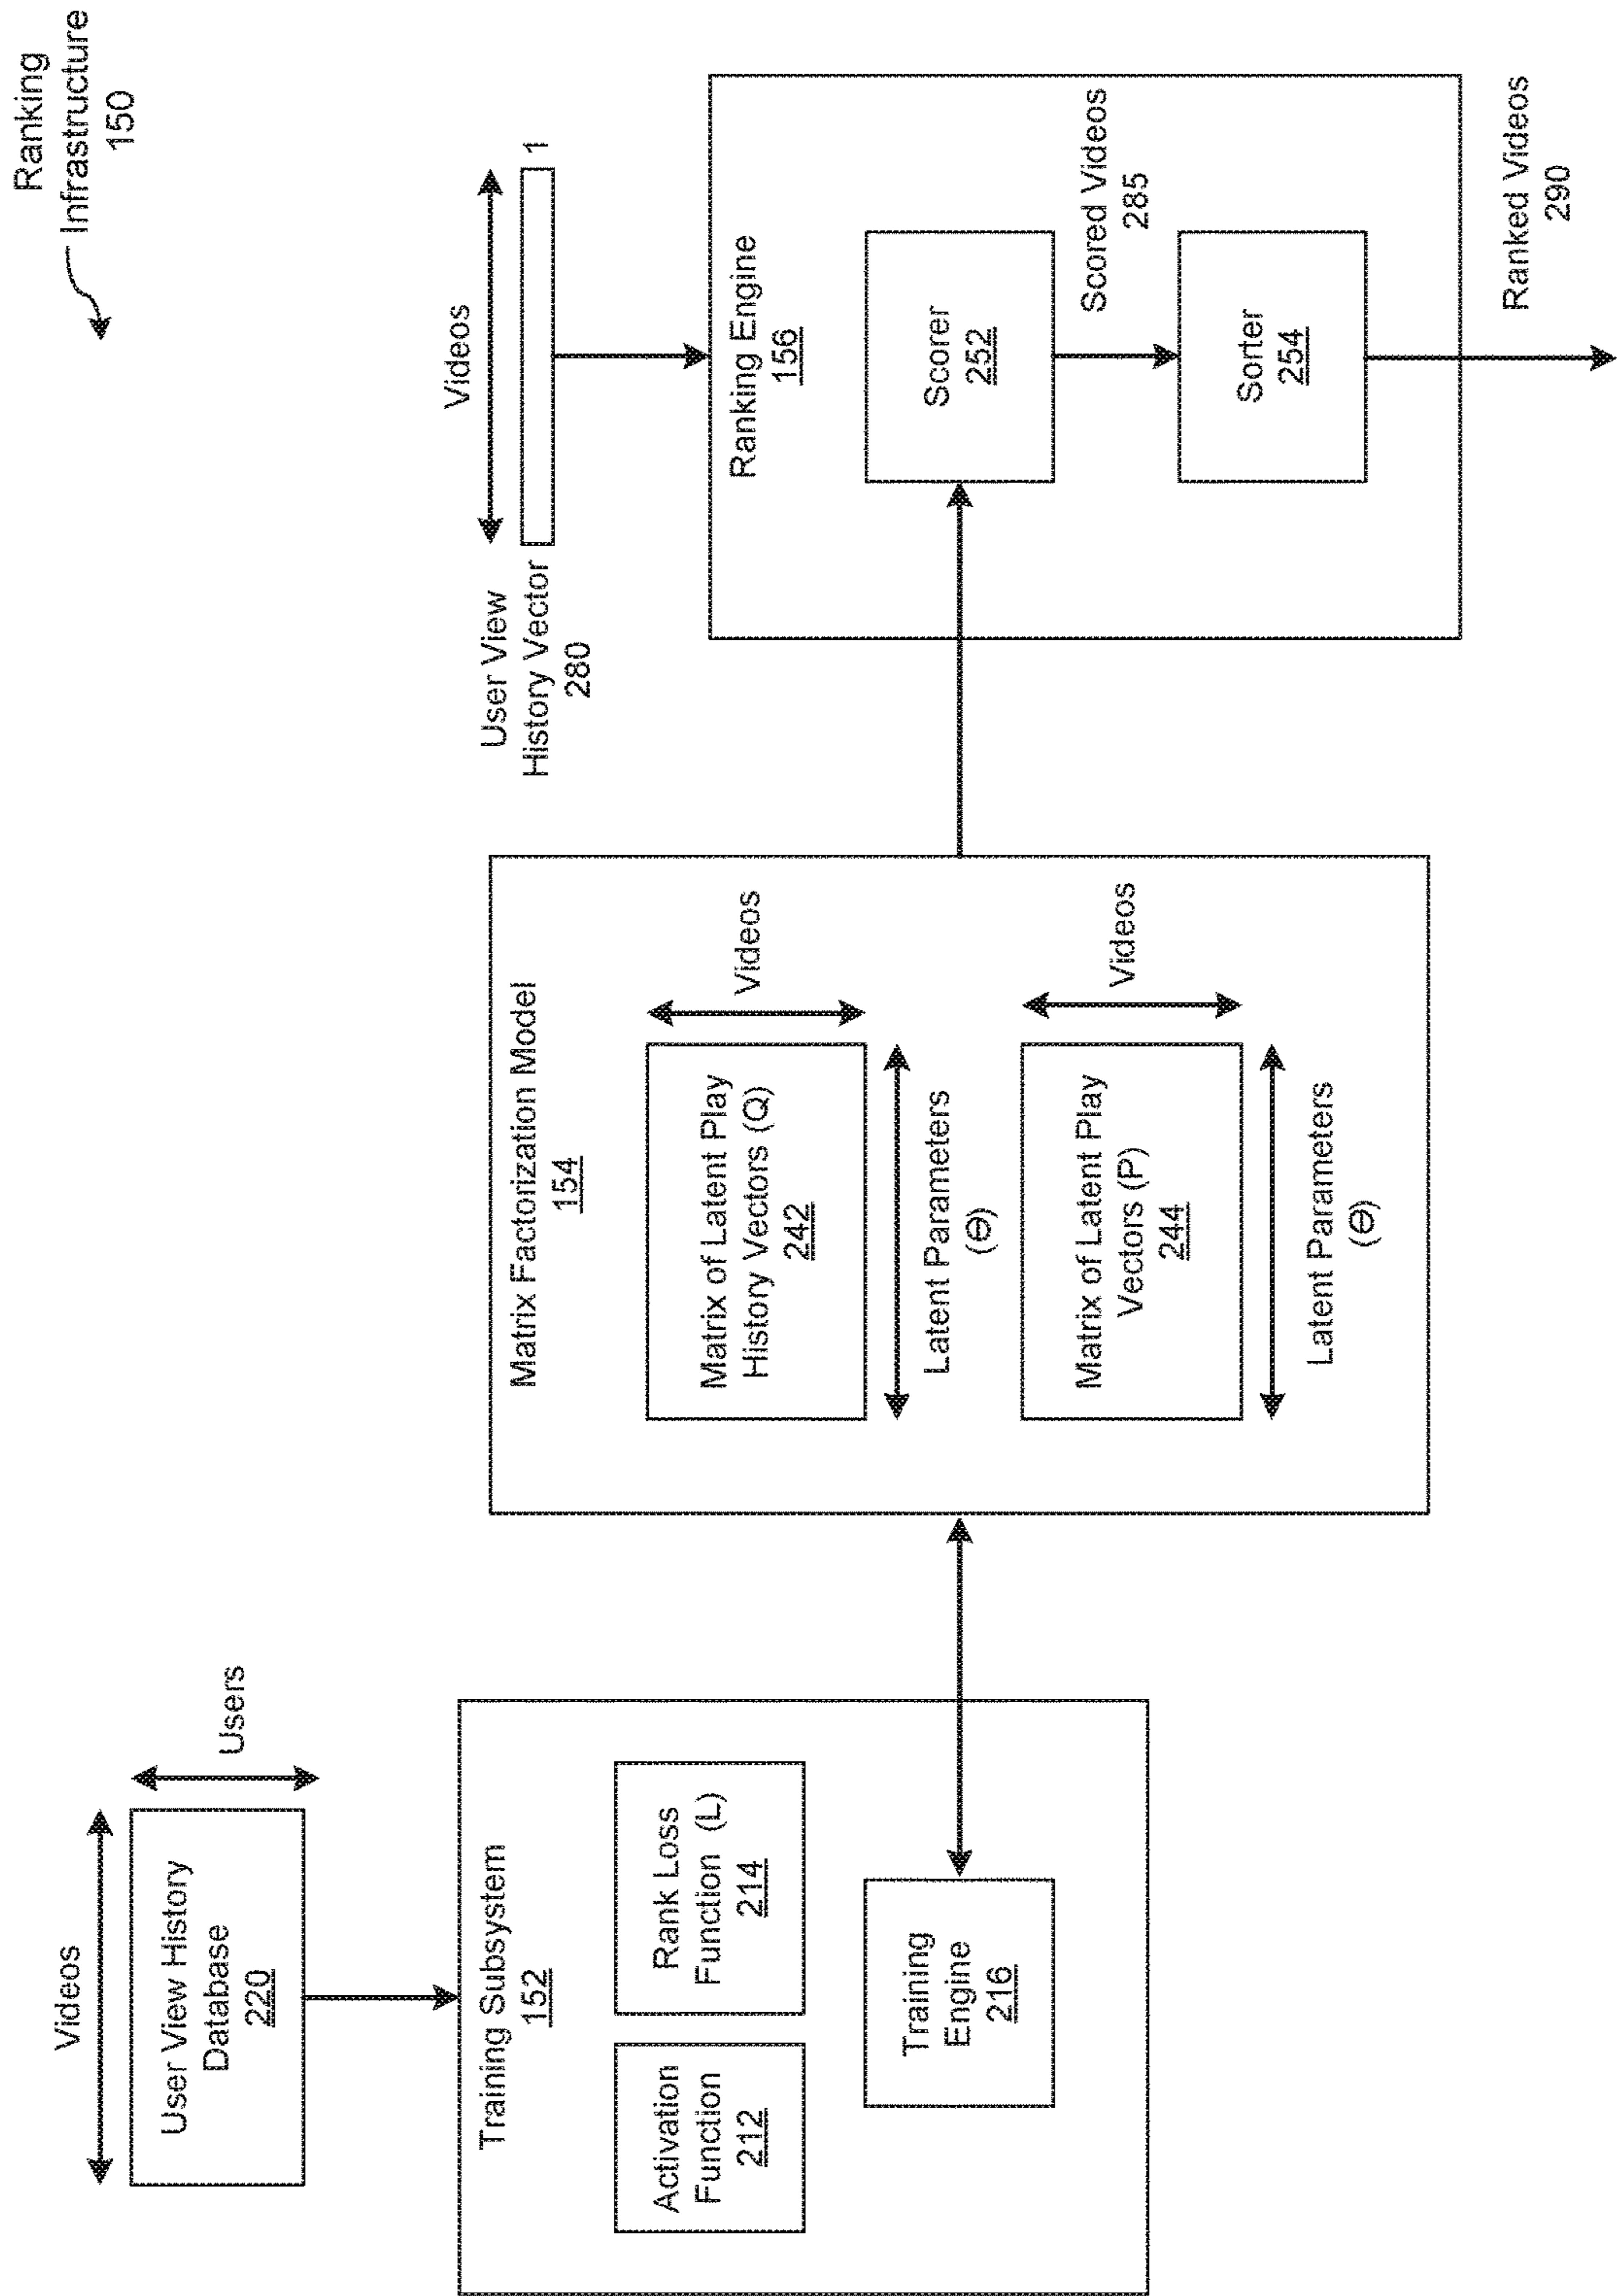 Ranking
Infrastructure
150
Videos
User View History
Database
220
Users
Training Subsystem
152
Activation
Function
212
Rank Loss
Function (L)
214
Training
Engine
216
Matrix Factorization Model
154
Matrix of Latent Play
History Vectors (Q)
242
Videos
Latent Parameters
(Θ)
Matrix of Latent Play
Vectors (P)
244
Videos
Latent Parameters
(Θ)
Videos
User View
History Vector
280
1
Ranking Engine
156
Scorer
252
Scored Videos
285
Sorter
254
Ranked Videos
290